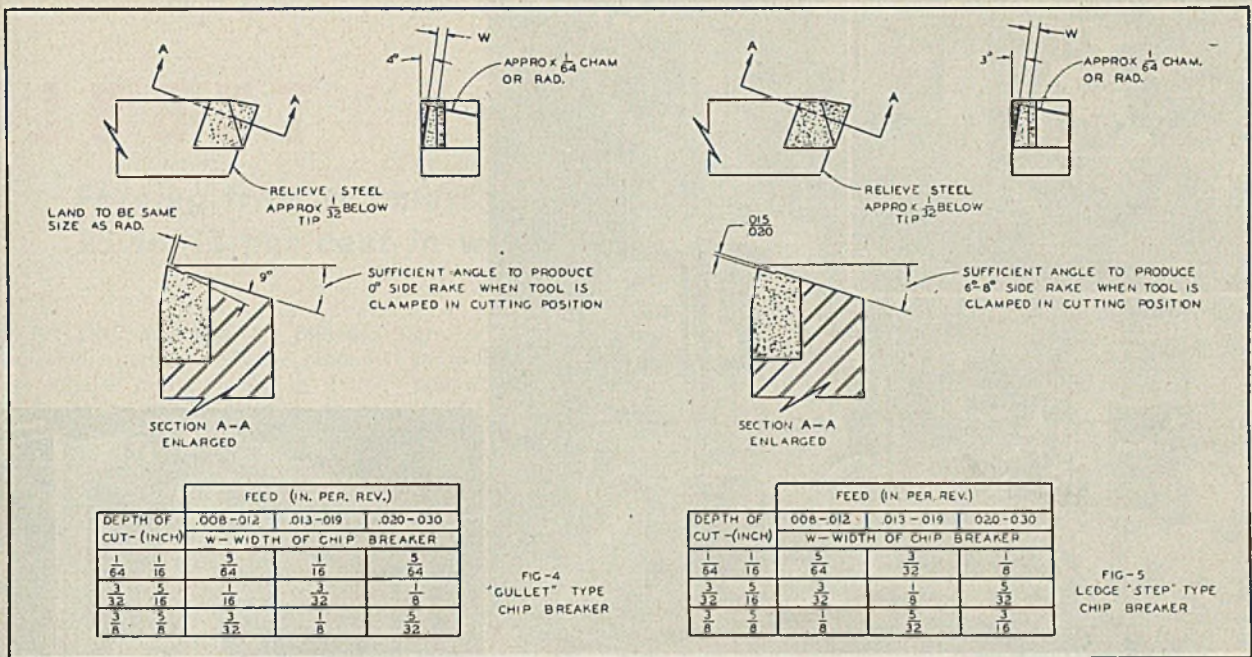 A
A
4°
W
APPROX 1/64 CHAM
OR RAD.
RELIEVE STEEL
APPROX 1/32 BELOW
TIP
LAND TO BE SAME
SIZE AS RAD.
9°
SUFFICIENT ANGLE TO PRODUCE
0° SIDE RAKE WHEN TOOL IS
CLAMPED IN CUTTING POSITION
SECTION A-A
ENLARGED
FEED (IN. PER. REV.)
DEPTH OF CUT-(INCH) .008-.012 .013-.019 .020-.030
W-WIDTH OF CHIP BREAKER
1/64 1/16 5/64 1/16 5/64
3/32 5/16 1/16 3/32 1/8
3/8 5/8 3/32 1/8 5/32
FIG-4
"GULLET" TYPE
CHIP BREAKER
A
A
3°
W
APPROX 1/64 CHAM.
OR RAD.
RELIEVE STEEL
APPROX 1/32 BELOW
TIP
.015
.020
SUFFICIENT ANGLE TO PRODUCE
6°-8° SIDE RAKE WHEN TOOL IS
CLAMPED IN CUTTING POSITION
SECTION A-A
ENLARGED
FEED (IN. PER. REV.)
DEPTH OF CUT-(INCH) .008-.012 .013-.019 .020-.030
W-WIDTH OF CHIP BREAKER
1/64 1/16 5/64 3/32 1/8
3/32 5/16 3/32 1/8 5/32
3/8 5/8 1/8 5/32 3/16
FIG-5
LEDGE "STEP" TYPE
CHIP BREAKER